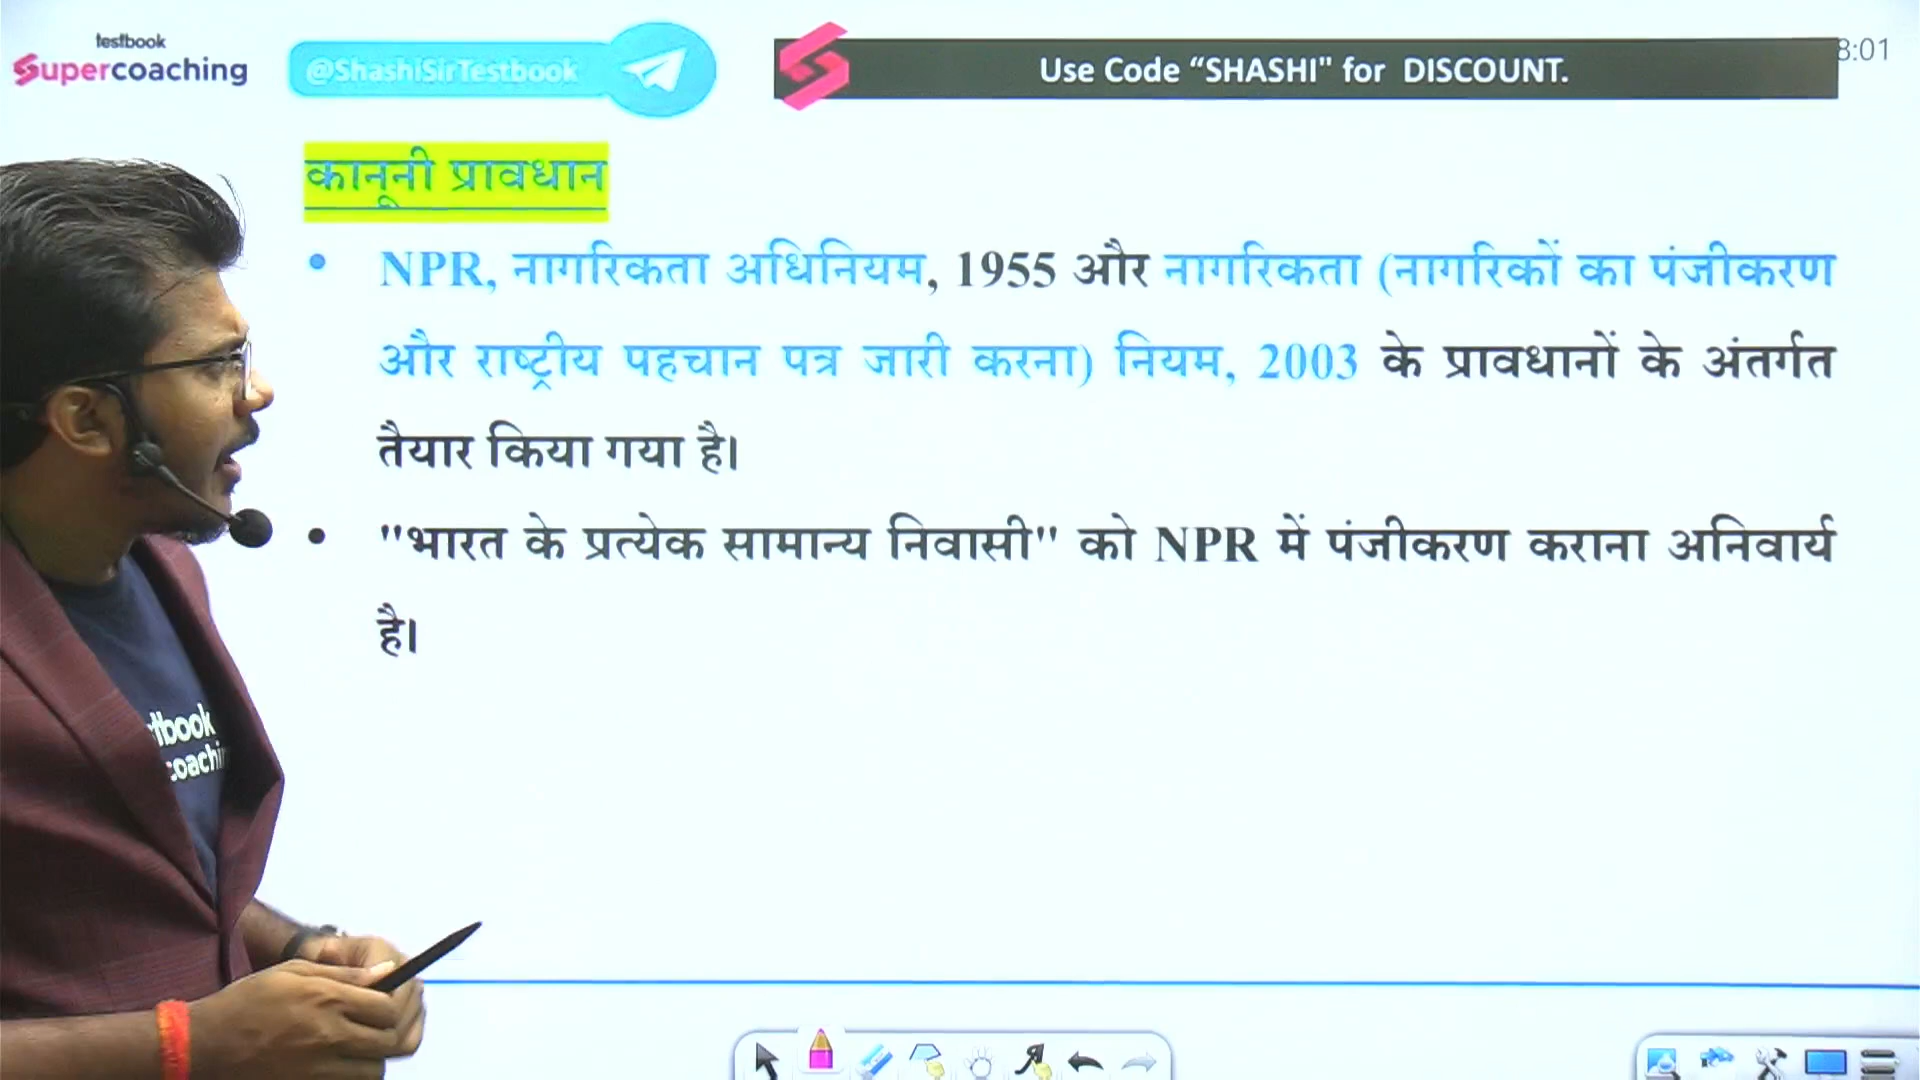 testbook
Supercoaching
@ShashiSirTestbook
Use Code “SHASHI" for DISCOUNT.
8:01
कानूनी प्रावधान
• NPR, नागरिकता अधिनियम, 1955 और नागरिकता (नागरिकों का पंजीकरण
और राष्ट्रीय पहचान पत्र जारी करना) नियम, 2003 के प्रावधानों के अंतर्गत
तैयार किया गया है।
• "भारत के प्रत्येक सामान्य निवासी" को NPR में पंजीकरण कराना अनिवार्य
है।